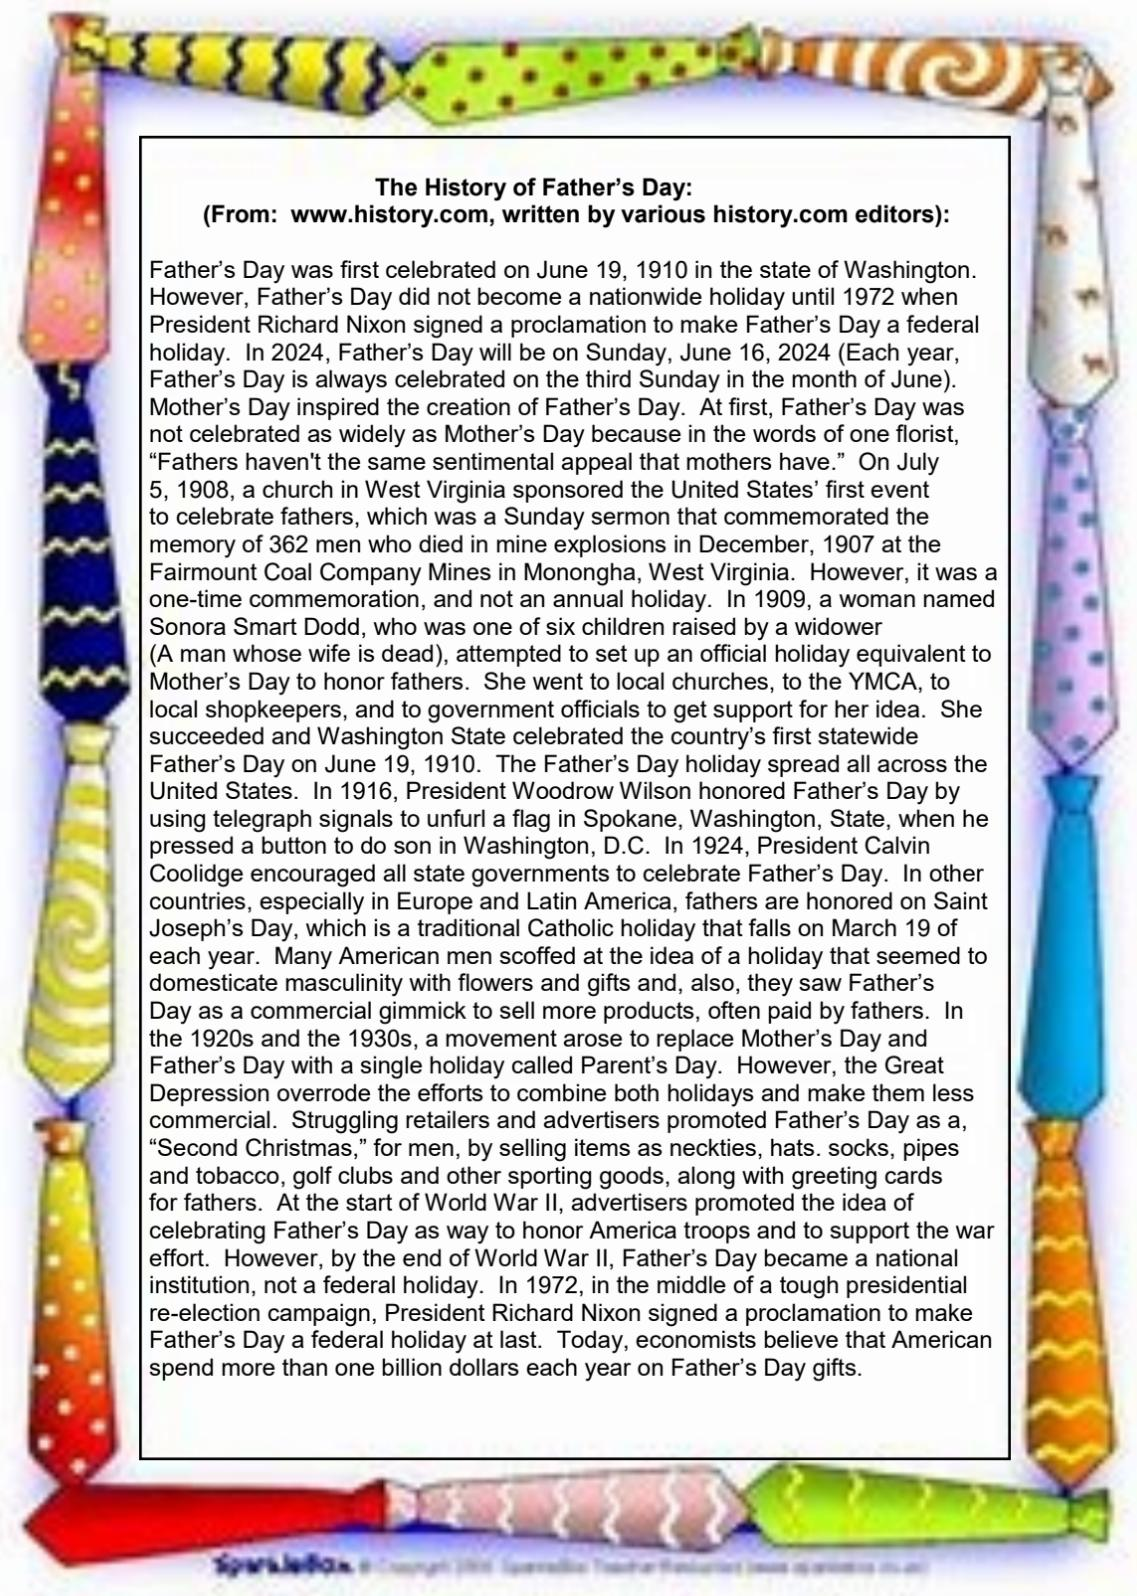 The History of Father’s Day:
(From:  www.history.com, written by various history.com editors):
Father’s Day was first celebrated on June 19, 1910 in the state of Washington.
However, Father’s Day did not become a nationwide holiday until 1972 when
President Richard Nixon signed a proclamation to make Father’s Day a federal
holiday.  In 2024, Father’s Day will be on Sunday, June 16, 2024 (Each year,
Father’s Day is always celebrated on the third Sunday in the month of June).
Mother’s Day inspired the creation of Father’s Day.  At first, Father’s Day was
not celebrated as widely as Mother’s Day because in the words of one florist,
“Fathers haven't the same sentimental appeal that mothers have.”  On July
5, 1908, a church in West Virginia sponsored the United States’ first event
to celebrate fathers, which was a Sunday sermon that commemorated the
memory of 362 men who died in mine explosions in December, 1907 at the
Fairmount Coal Company Mines in Monongha, West Virginia.  However, it was a
one-time commemoration, and not an annual holiday.  In 1909, a woman named
Sonora Smart Dodd, who was one of six children raised by a widower
(A man whose wife is dead), attempted to set up an official holiday equivalent to
Mother’s Day to honor fathers.  She went to local churches, to the YMCA, to
local shopkeepers, and to government officials to get support for her idea.  She
succeeded and Washington State celebrated the country’s first statewide
Father’s Day on June 19, 1910.  The Father’s Day holiday spread all across the
United States.  In 1916, President Woodrow Wilson honored Father’s Day by
using telegraph signals to unfurl a flag in Spokane, Washington, State, when he
pressed a button to do son in Washington, D.C.  In 1924, President Calvin
Coolidge encouraged all state governments to celebrate Father’s Day.  In other
countries, especially in Europe and Latin America, fathers are honored on Saint
Joseph’s Day, which is a traditional Catholic holiday that falls on March 19 of
each year.  Many American men scoffed at the idea of a holiday that seemed to
domesticate masculinity with flowers and gifts and, also, they saw Father’s
Day as a commercial gimmick to sell more products, often paid by fathers.  In
the 1920s and the 1930s, a movement arose to replace Mother’s Day and
Father’s Day with a single holiday called Parent’s Day.  However, the Great
Depression overrode the efforts to combine both holidays and make them less
commercial.  Struggling retailers and advertisers promoted Father’s Day as a,
“Second Christmas,” for men, by selling items as neckties, hats. socks, pipes
and tobacco, golf clubs and other sporting goods, along with greeting cards
for fathers.  At the start of World War II, advertisers promoted the idea of
celebrating Father’s Day as way to honor America troops and to support the war
effort.  However, by the end of World War II, Father’s Day became a national
institution, not a federal holiday.  In 1972, in the middle of a tough presidential
re-election campaign, President Richard Nixon signed a proclamation to make
Father’s Day a federal holiday at last.  Today, economists believe that American
spend more than one billion dollars each year on Father’s Day gifts.
SparkleBox © Copyright SparkleBox Teacher Resources